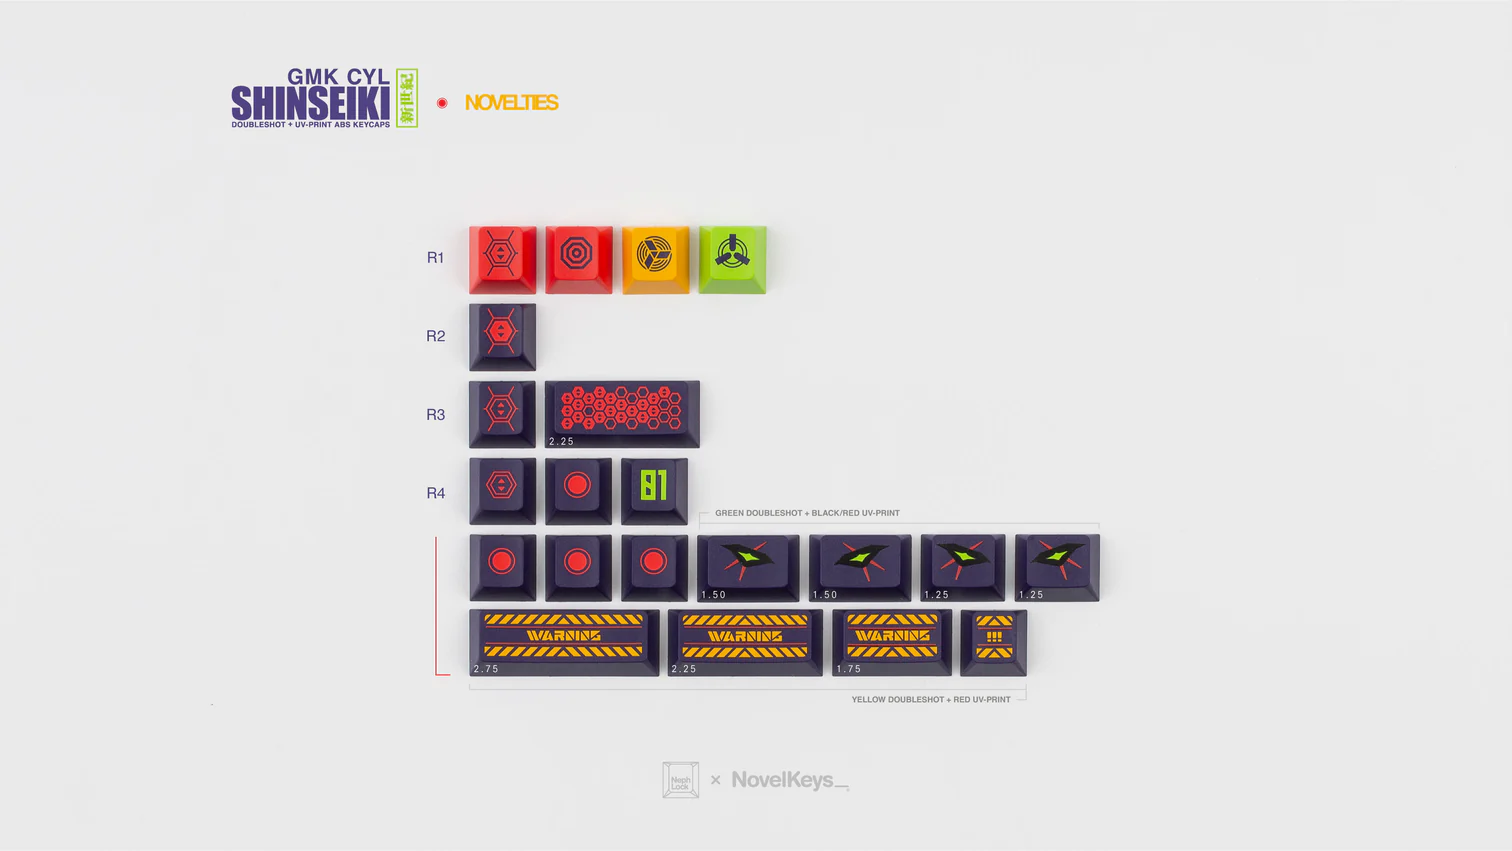 GMK CYL
SHINSEIKI
新世紀
DOUBLESHOT + UV-PRINT ABS KEYCAPS
NOVELTIES
R1
R2
R3
2.25
R4
01
GREEN DOUBLESHOT + BLACK/RED UV-PRINT
1.50
1.50
1.25
1.25
WARNING
WARNING
WARNING
!!!
2.75
2.25
1.75
YELLOW DOUBLESHOT + RED UV-PRINT
Neph
Lock
× NovelKeys_